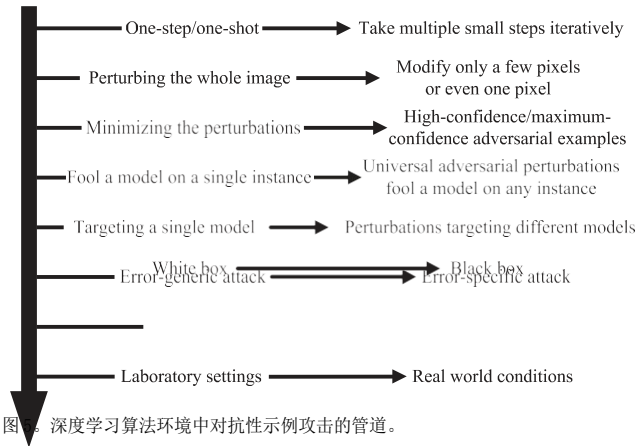 One-step/one-shot Take multiple small steps iteratively
Perturbing the whole image Modify only a few pixels
or even one pixel
Minimizing the perturbations High-confidence/maximum-
confidence adversarial examples
Fool a model on a single instance Universal adversarial perturbations
fool a model on any instance
Targeting a single model Perturbations targeting different models
White box Black box
Error-generic attack Error-specific attack
Laboratory settings Real world conditions
图5。深度学习算法环境中对抗性示例攻击的管道。